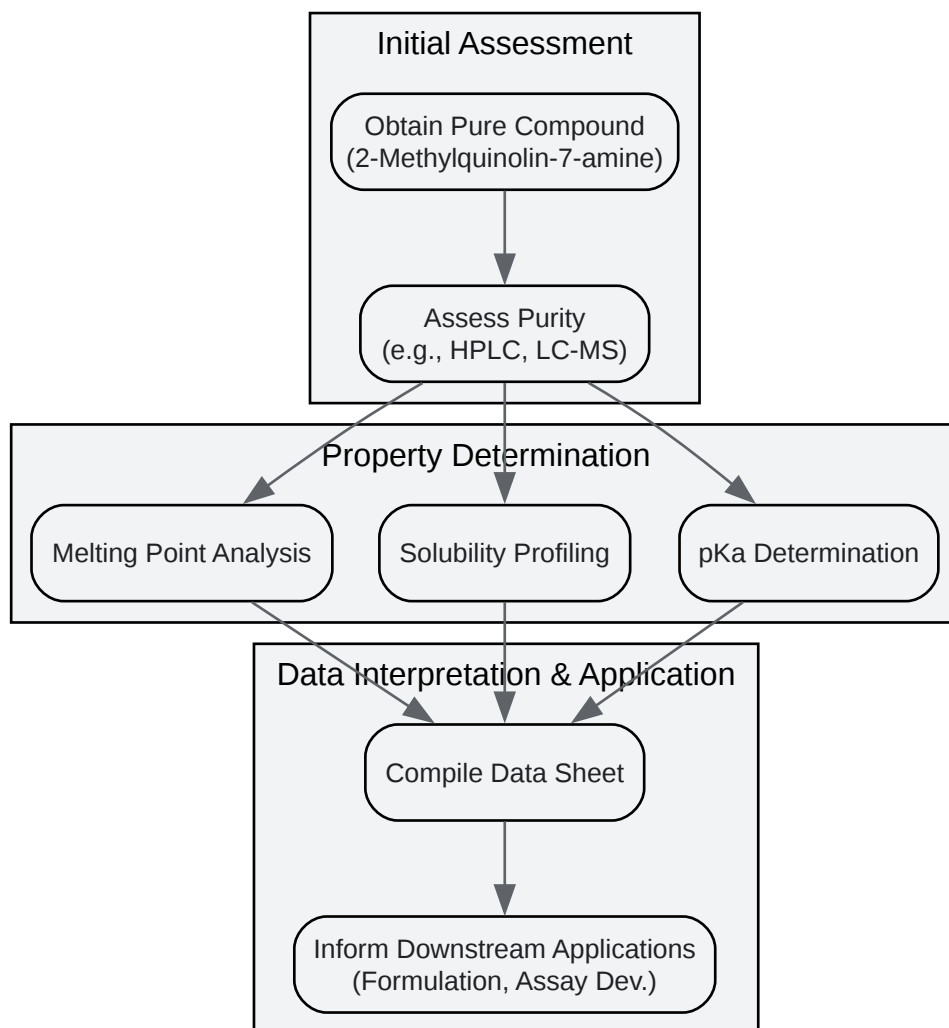 Initial Assessment
Obtain Pure Compound
(2-Methylquinolin-7-amine)
Assess Purity
(e.g., HPLC, LC-MS)
Property Determination
Melting Point Analysis
Solubility Profiling
pKa Determination
Data Interpretation & Application
Compile Data Sheet
Inform Downstream Applications
(Formulation, Assay Dev.)